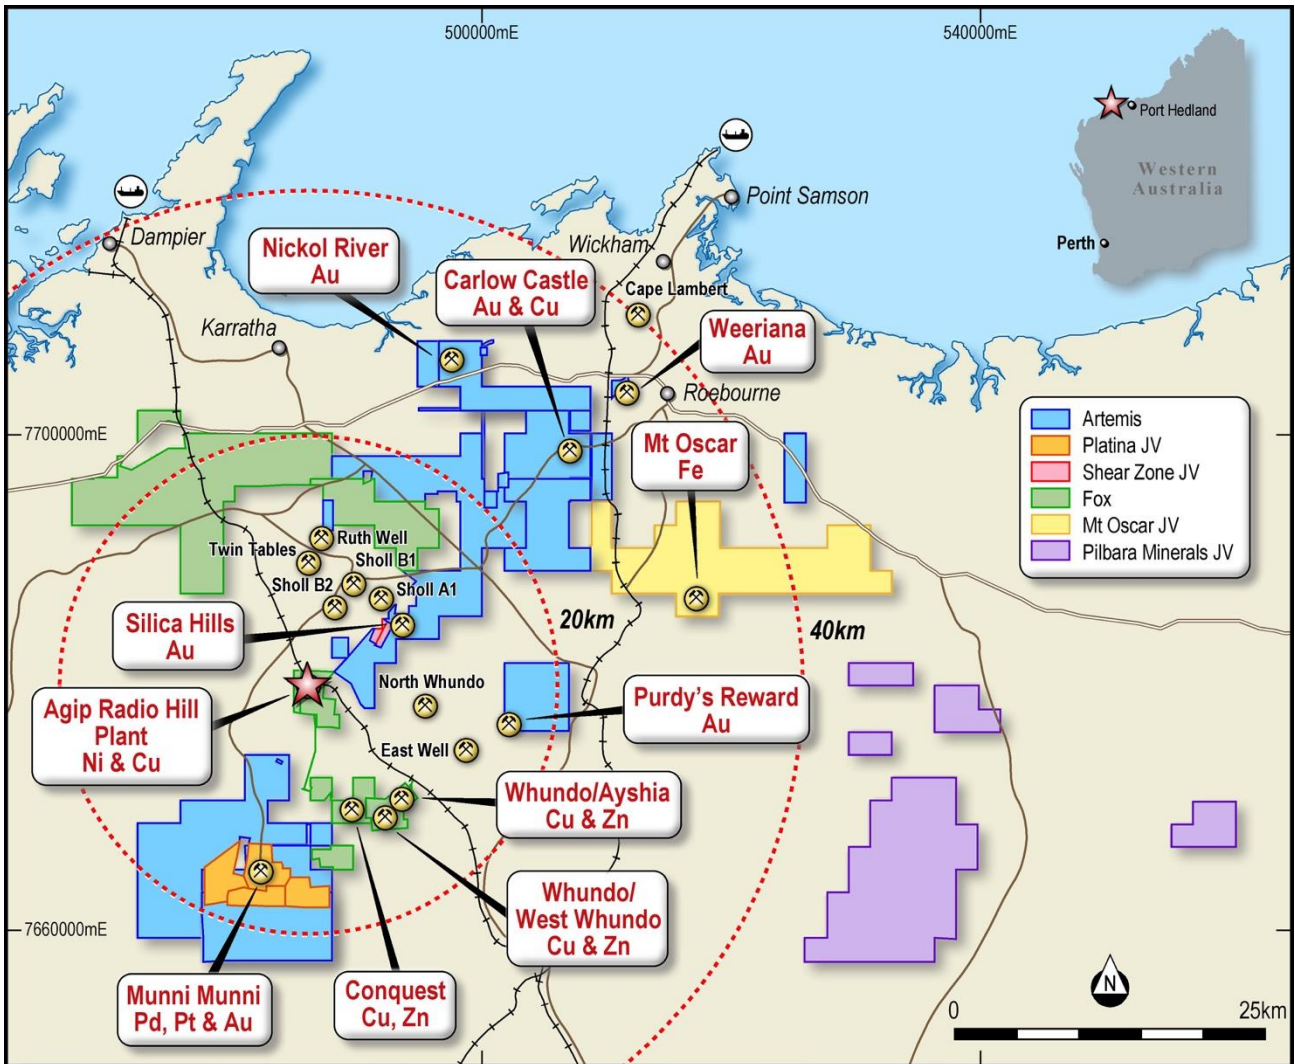 500000mE
540000mE
Port Hedland
Western
Australia
Perth
Point Samson
Dampier
Wickham
Nickol River
Au
Carlow Castle
Au & Cu
Cape Lambert
Karratha
Weeriana
Au
Roebourne
7700000mE
Mt Oscar
Fe
Artemis
Platina JV
Shear Zone JV
Fox
Mt Oscar JV
Pilbara Minerals JV
Ruth Well
Twin Tables
Sholl B1
Sholl B2
Sholl A1
Silica Hills
Au
20km
40km
North Whundo
Agip Radio Hill
Plant
Ni & Cu
Purdy's Reward
Au
East Well
Whundo/Ayshia
Cu & Zn
Whundo/
West Whundo
Cu & Zn
7660000mE
Munni Munni
Pd, Pt & Au
Conquest
Cu, Zn
N
0
25km